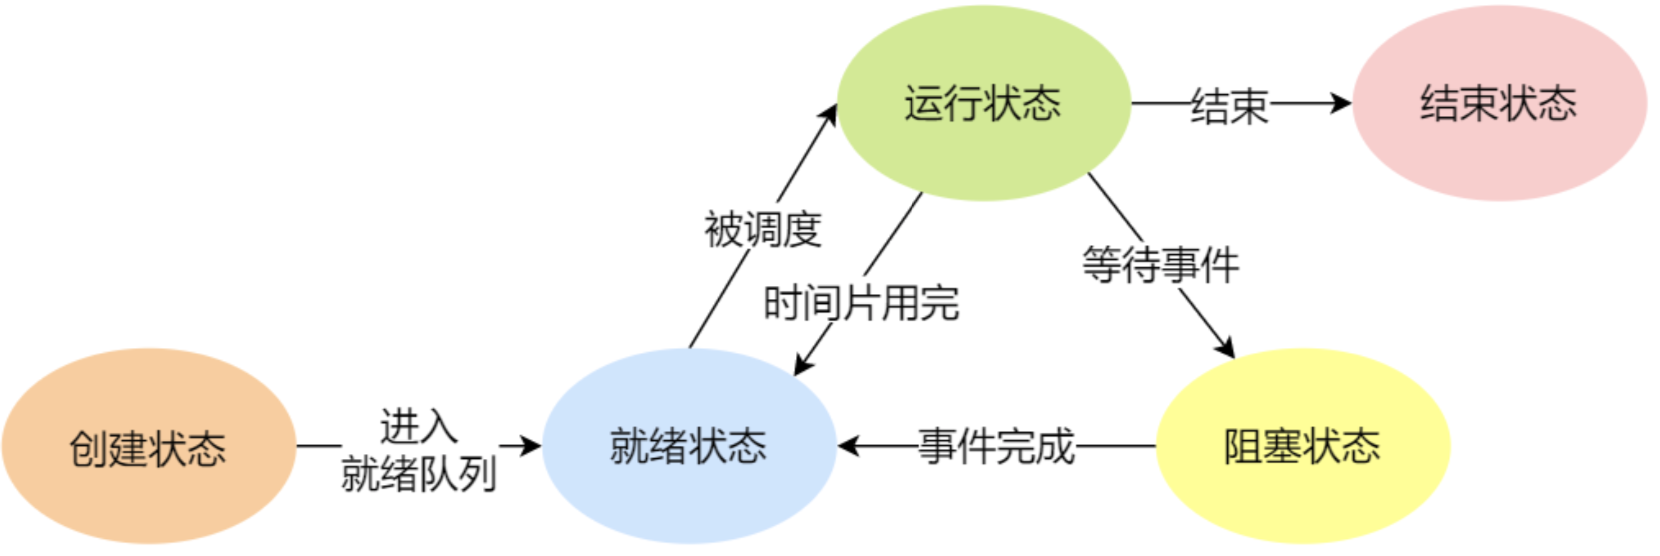 运行状态
结束
结束状态
被调度
时间片用完
等待事件
创建状态
进入
就绪队列
就绪状态
事件完成
阻塞状态